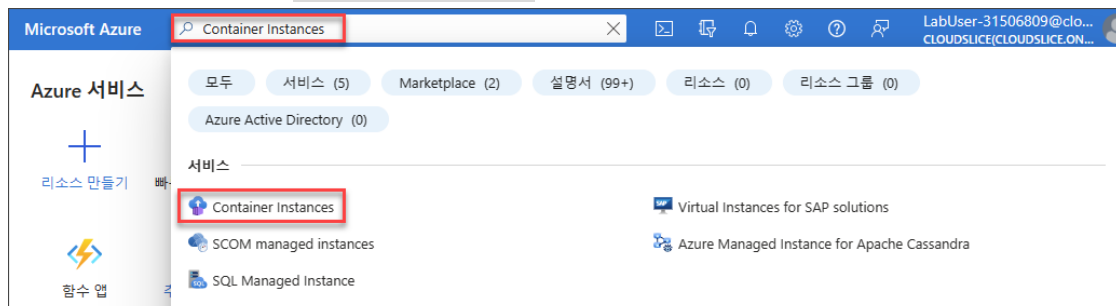 Microsoft Azure
Container Instances
LabUser-31506809@clo...
CLOUDSLICE(CLOUDSLICE.ON...
Azure 서비스
모두
서비스 (5)
Marketplace (2)
설명서 (99+)
리소스 (0)
리소스 그룹 (0)
Azure Active Directory (0)
서비스
리소스 만들기
Container Instances
Virtual Instances for SAP solutions
SCOM managed instances
Azure Managed Instance for Apache Cassandra
SQL Managed Instance
함수 앱